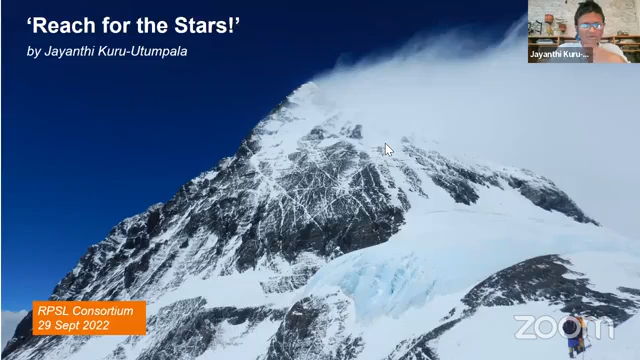 ‘Reach for the Stars!’
by Jayanthi Kuru-Utumpala
Jayanthi Kuru-...
RPSL Consortium
29 Sept 2022
zoom